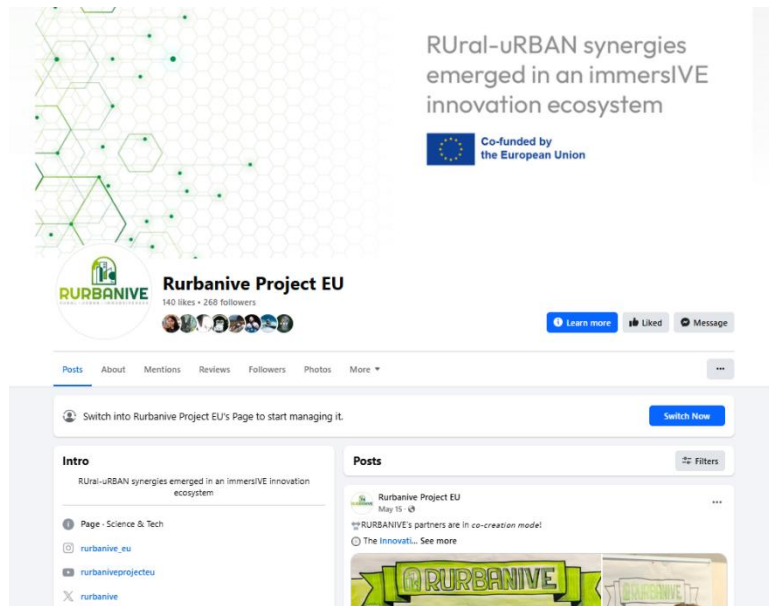 RUral-uRBAN synergies
emerged in an immersIVE
innovation ecosystem
Co-funded by
the European Union
RURBANIVE
Rurbanive Project EU
140 likes • 268 followers
Learn more
Liked
Message
Posts
About
Mentions
Reviews
Followers
Photos
More
Switch into Rurbanive Project EU's Page to start managing it.
Switch Now
Intro
RUral-uRBAN synergies emerged in an immersIVE innovation
ecosystem
Page · Science & Tech
rurbanive_eu
rurbaniveprojecteu
rurbanive
Posts
Filters
Rurbanive Project EU
May 15 ·
RURBANIVE's partners are in co-creation mode!
The Innovati... See more
RURBANIVE
RURBANIVE